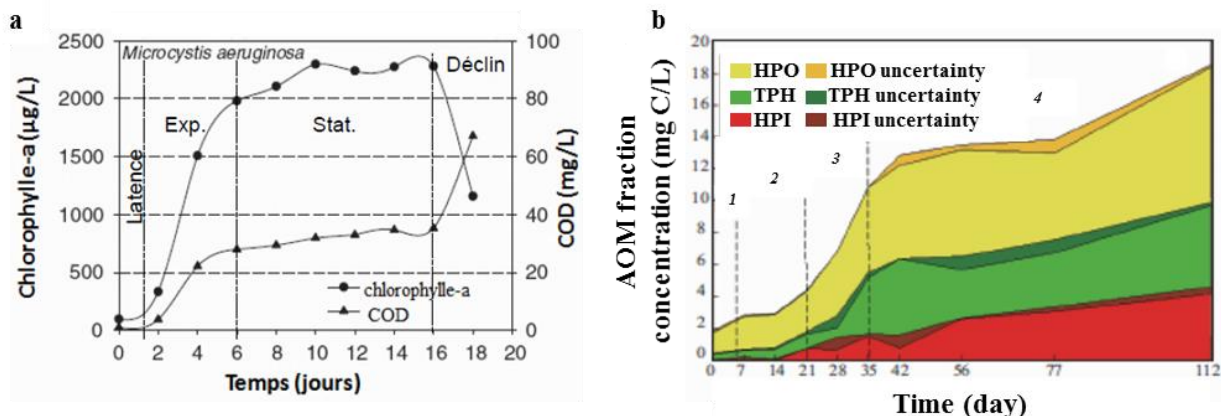 a
2500
2000
1500
1000
500
0
Chlorophylle-a (µg/L)
Microcystis aeruginosa
Latence
Exp.
Stat.
Déclin
chlorophylle-a
COD
100
80
60
40
20
0
COD (mg/L)
0 2 4 6 8 10 12 14 16 18 20
Temps (jours)
b
AOM fraction
concentration (mg C/L)
20
18
16
14
12
10
8
6
4
2
0
HPO HPO uncertainty
TPH TPH uncertainty
HPI HPI uncertainty
1
2
3
4
0 7 14 21 28 35 42 56 77 112
Time (day)